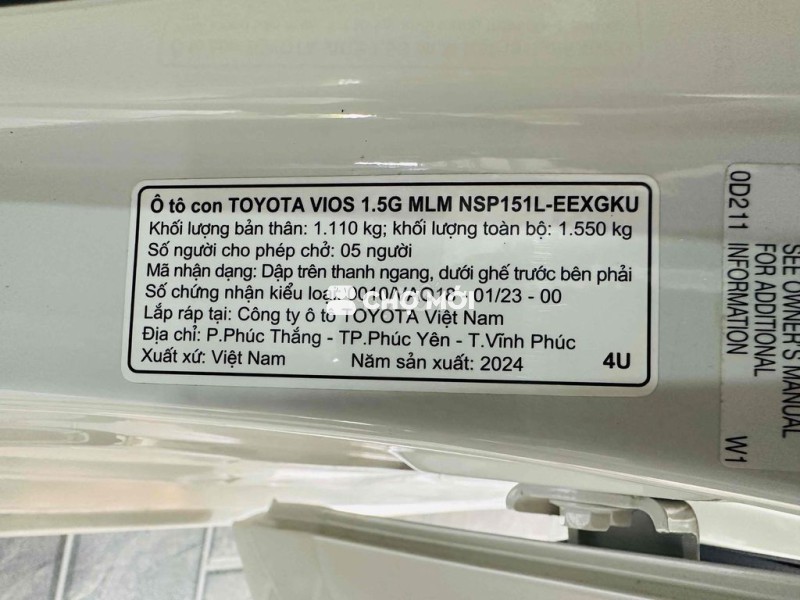 Ô tô con TOYOTA VIOS 1.5G MLM NSP151L-EEXGKU
Khối lượng bản thân: 1.110 kg; khối lượng toàn bộ: 1.550 kg
Số người cho phép chở: 05 người
Mã nhận dạng: Dập trên thanh ngang, dưới ghế trước bên phải
Số chứng nhận kiểu 01/23 - 00
Lắp ráp tại: Công ty ô tô TOYOTA Việt Nam
Địa chỉ: P.Phúc Thắng - TP.Phúc Yên - T.Vĩnh Phúc
Xuất xứ: Việt Nam Năm sản xuất: 2024 4U
CHỢ MỚI
SEE OWNER'S MANUAL
FOR ADDITIONAL
INFORMATION
0D211 W1